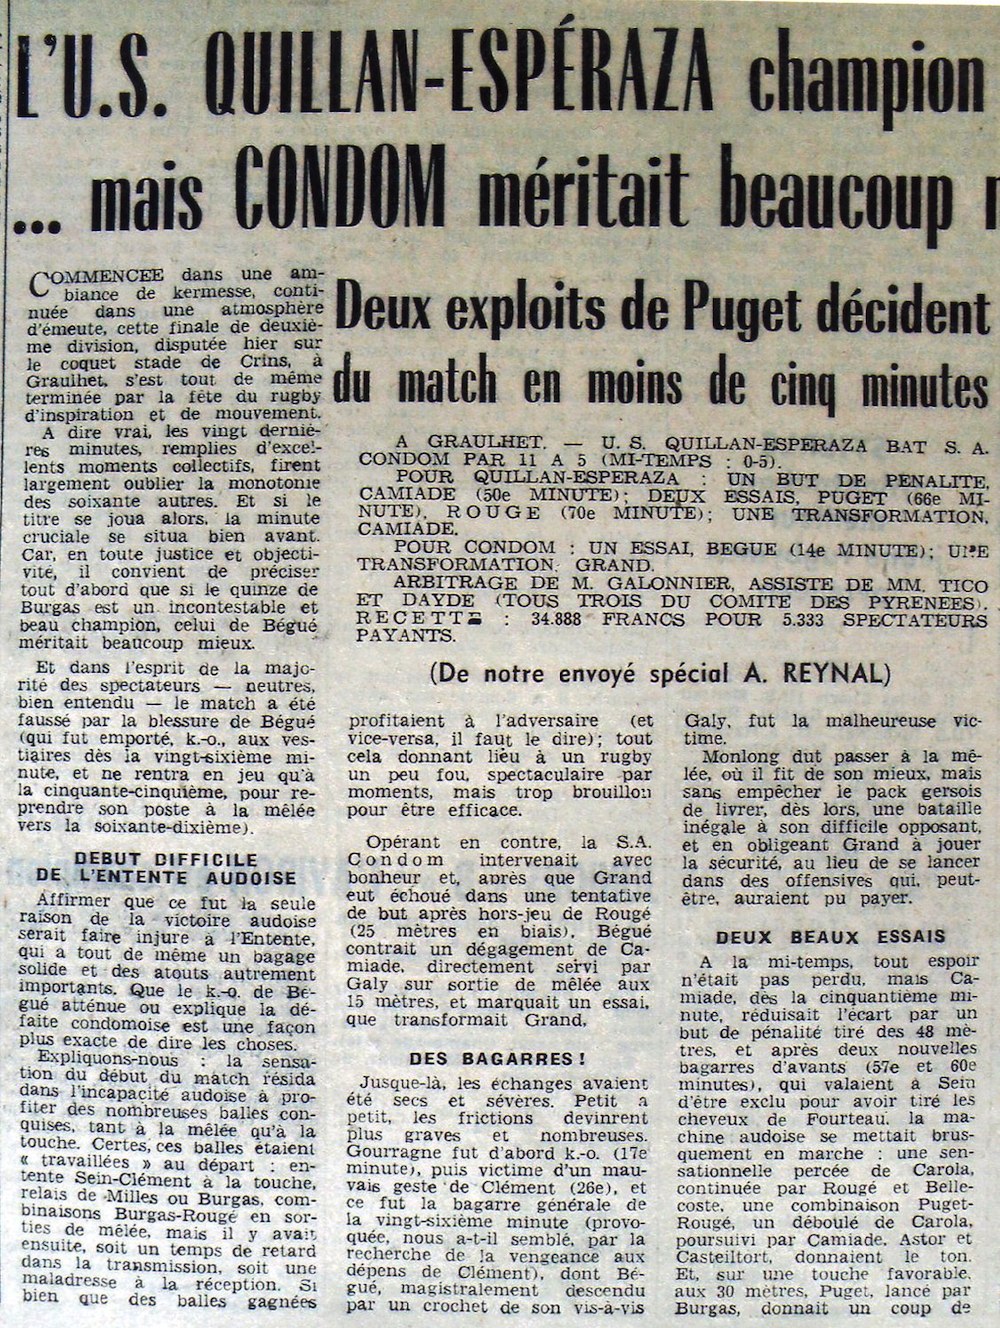 L'U.S. QUILLAN-ESPÉRAZA champion
... mais CONDOM méritait beaucoup
Deux exploits de Puget décident
du match en moins de cinq minutes
A GRAULHET. — U. S. QUILLAN-ESPERAZA BAT S. A.
CONDOM PAR 11 A 5 (MI-TEMPS : 0-5).
POUR QUILLAN-ESPERAZA : UN BUT DE PENALITE,
CAMIADE (50e MINUTE); DEUX ESSAIS, PUGET (66e MI-
NUTE), ROUGE (70e MINUTE); UNE TRANSFORMATION,
CAMIADE.
POUR CONDOM : UN ESSAI, BEGUE (14e MINUTE); UNE
TRANSFORMATION, GRAND.
ARBITRAGE DE M. GALONNIER, ASSISTE DE MM. TICO
ET DAYDE (TOUS TROIS DU COMITE DES PYRENEES).
RECETTE : 34.888 FRANCS POUR 5.333 SPECTATEURS
PAYANTS.
(De notre envoyé spécial A. REYNAL)
COMMENCEE dans une am-
biance de kermesse, conti-
nuée dans une atmosphère
d'émeute, cette finale de deuxiè-
me division, disputée hier sur
le coquet stade de Crins, à
Graulhet, s'est tout de même
terminée par la fête du rugby
d'inspiration et de mouvement.
A dire vrai, les vingt derniè-
res minutes, remplies d'excel-
lents moments collectifs, firent
largement oublier la monotonie
des soixante autres. Et si le
titre se joua alors, la minute
cruciale se situa bien avant.
Car, en toute justice et objecti-
vité, il convient de préciser
tout d'abord que si le quinze de
Burgas est un incontestable et
beau champion, celui de Bégué
méritait beaucoup mieux.
Et dans l'esprit de la majo-
rité des spectateurs — neutres,
bien entendu — le match a été
faussé par la blessure de Bégué
(qui fut emporté, k.-o., aux ves-
tiaires dès la vingt-sixième mi-
nute, et ne rentra en jeu qu'à
la cinquante-cinquième, pour re-
prendre son poste à la mêlée
vers la soixante-dixième).
DEBUT DIFFICILE
DE L'ENTENTE AUDOISE
Affirmer que ce fut la seule
raison de la victoire audoise
serait faire injure à l'Entente,
qui a tout de même un bagage
solide et des atouts autrement
importants. Que le k.-o. de Bé-
gué atténue ou explique la dé-
faite condomoise est une façon
plus exacte de dire les choses.
Expliquons-nous : la sensa-
tion du début du match résida
dans l'incapacité audoise à pro-
fiter des nombreuses balles con-
quises, tant à la mêlée qu'à la
touche. Certes, ces balles étaient
« travaillées » au départ : en-
tente Sein-Clément à la touche,
relais de Milles ou Burgas, com-
binaisons Burgas-Rougé en sor-
ties de mêlée, mais il y avait
ensuite, soit un temps de retard
dans la transmission, soit une
maladresse à la réception. Si
bien que des balles gagnées
profitaient à l'adversaire (et
vice-versa, il faut le dire); tout
cela donnant lieu à un rugby
un peu fou, spectaculaire par
moments, mais trop brouillon
pour être efficace.
Opérant en contre, la S.A.
Condom intervenait avec
bonheur et, après que Grand
eut échoué dans une tentative
de but après hors-jeu de Rougé
(25 mètres en biais), Bégué
contrait un dégagement de Ca-
miade, directement servi par
Galy sur sortie de mêlée aux
15 mètres, et marquait un essai,
que transformait Grand.
DES BAGARRES !
Jusque-là, les échanges avaient
été secs et sévères. Petit à
petit, les frictions devinrent
plus graves et nombreuses.
Gourragne fut d'abord k.-o. (17e
minute), puis victime d'un mau-
vais geste de Clément (26e), et
ce fut la bagarre générale de
la vingt-sixième minute (provo-
quée, nous a-t-il semblé, par la
recherche de la vengeance aux
dépens de Clément), dont Bé-
gué, magistralement descendu
par un crochet de son vis-à-vis
Galy, fut la malheureuse vic-
time.
Monlong dut passer à la mê-
lée, où il fit de son mieux, mais
sans empêcher le pack gersois
de livrer, dès lors, une bataille
inégale à son difficile opposant,
et en obligeant Grand à jouer
la sécurité, au lieu de se lancer
dans des offensives qui, peut-
être, auraient pu payer.
DEUX BEAUX ESSAIS
A la mi-temps, tout espoir
n'était pas perdu, mais Ca-
miade, dès la cinquantième mi-
nute, réduisait l'écart par un
but de pénalité tiré des 48 mè-
tres, et après deux nouvelles
bagarres d'avants (57e et 60e
minutes), qui valaient à Sein
d'être exclu pour avoir tiré les
cheveux de Fourteau, la ma-
chine audoise se mettait brus-
quement en marche : une sen-
sationnelle percée de Carola,
continuée par Rougé et Belle-
coste, une combinaison Puget-
Rougé, un déboulé de Carola,
poursuivi par Camiade, Astor et
Casteiltort, donnaient le ton.
Et, sur une touche favorable,
aux 30 mètres, Puget, lancé par
Burgas, donnait un coup de